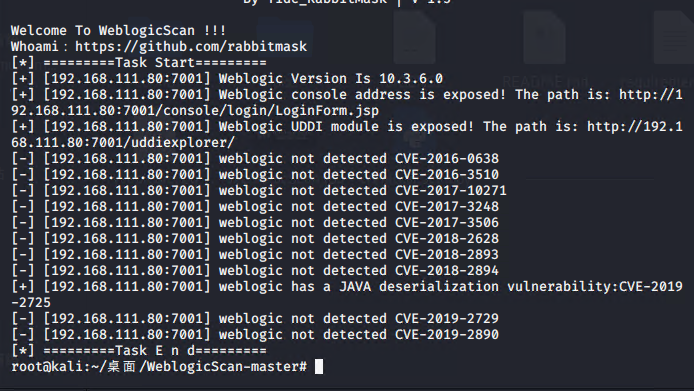 By Tide_RabbitMask | V 1.5
Welcome To WeblogicScan !!!
Whoami：https://github.com/rabbitmask
[*] =========Task Start=========
[+] [192.168.111.80:7001] Weblogic Version Is 10.3.6.0
[+] [192.168.111.80:7001] Weblogic console address is exposed! The path is: http://1
92.168.111.80:7001/console/login/LoginForm.jsp
[+] [192.168.111.80:7001] Weblogic UDDI module is exposed! The path is: http://192.1
68.111.80:7001/uddiexplorer/
[-] [192.168.111.80:7001] weblogic not detected CVE-2016-0638
[-] [192.168.111.80:7001] weblogic not detected CVE-2016-3510
[-] [192.168.111.80:7001] weblogic not detected CVE-2017-10271
[-] [192.168.111.80:7001] weblogic not detected CVE-2017-3248
[-] [192.168.111.80:7001] weblogic not detected CVE-2017-3506
[-] [192.168.111.80:7001] weblogic not detected CVE-2018-2628
[-] [192.168.111.80:7001] weblogic not detected CVE-2018-2893
[-] [192.168.111.80:7001] weblogic not detected CVE-2018-2894
[+] [192.168.111.80:7001] weblogic has a JAVA deserialization vulnerability:CVE-2019
-2725
[-] [192.168.111.80:7001] weblogic not detected CVE-2019-2729
[-] [192.168.111.80:7001] weblogic not detected CVE-2019-2890
[*] =========Task E n d=========
root@kali:~/桌面/WeblogicScan-master#